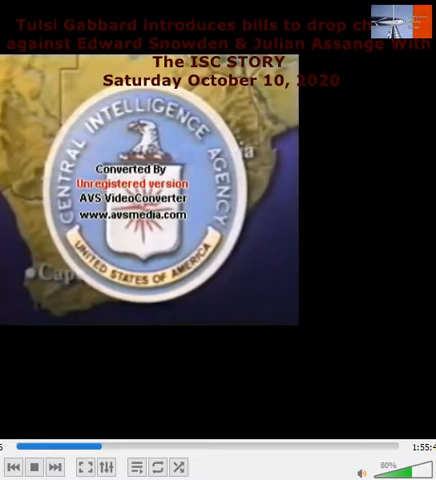 Tulsi Gabbard introduces bills to drop
against Edward Snowden & Julian Assange With
The ISC STORY
Saturday October 10, 2020
CENTRAL INTELLIGENCE AGENCY
Converted By
Unregistered version
AVS VideoConverter
www.avsmedia.com
UNITED STATES OF AMERICA
Cap
1:55:4
80%